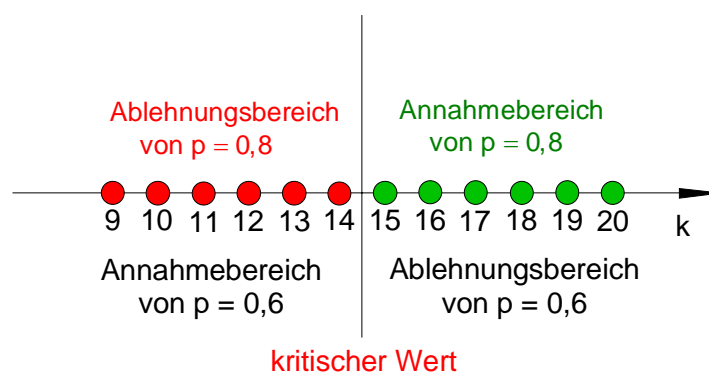 Ablehnungsbereich
von p = 0,8
Annahmebereich
von p = 0,8
9 10 11 12 13 14 15 16 17 18 19 20 k
Annahmebereich
von p = 0,6
Ablehnungsbereich
von p = 0,6
kritischer Wert